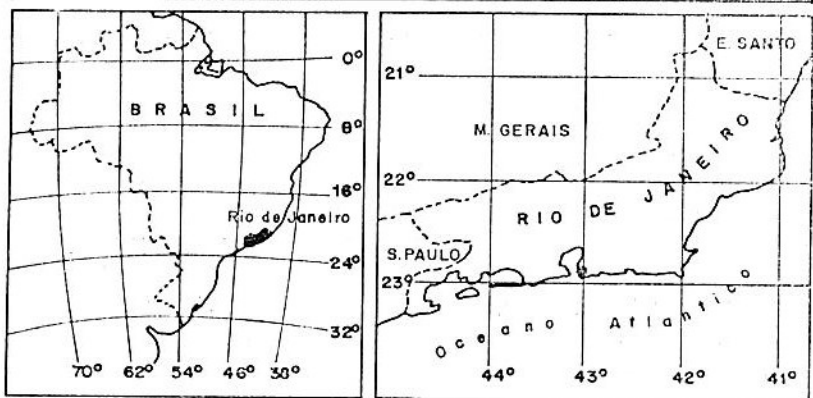 0°
BRASIL
8°
16°
Rio de Janeiro
24°
32°
70° 62° 54° 46° 38°
E. SANTO
21°
M. GERAIS
22°
RIO DE JANEIRO
S. PAULO
23°
Oceano Atlantico
44° 43° 42° 41°